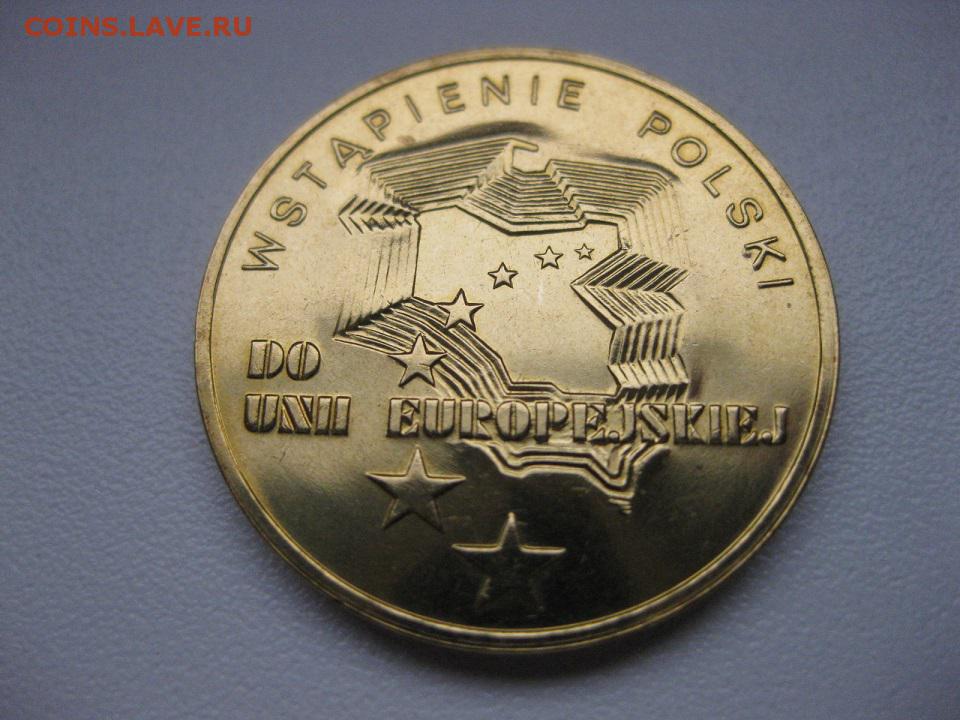 COINS.LAVE.RU
WSTĄPIENIE POLSKI
DO
UNII EUROPEJSKIEJ